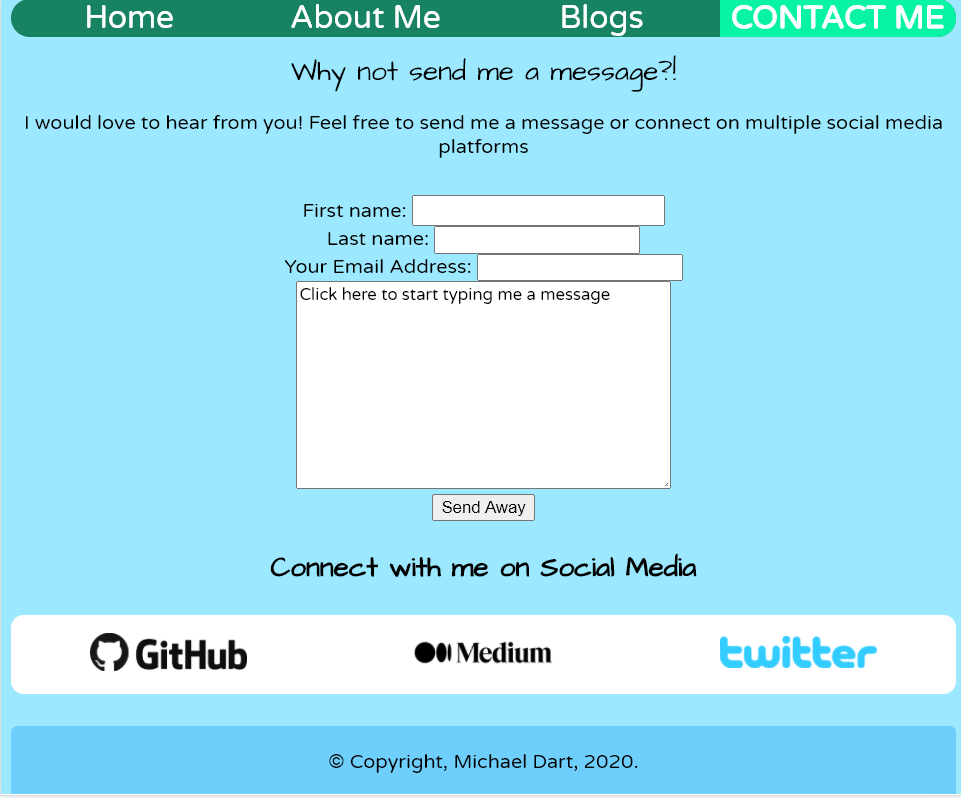 Home About Me Blogs CONTACT ME
Why not send me a message?!
I would love to hear from you! Feel free to send me a message or connect on multiple social media
platforms
First name:
Last name:
Your Email Address:
Click here to start typing me a message
Send Away
Connect with me on Social Media
GitHub Medium twitter
© Copyright, Michael Dart, 2020.